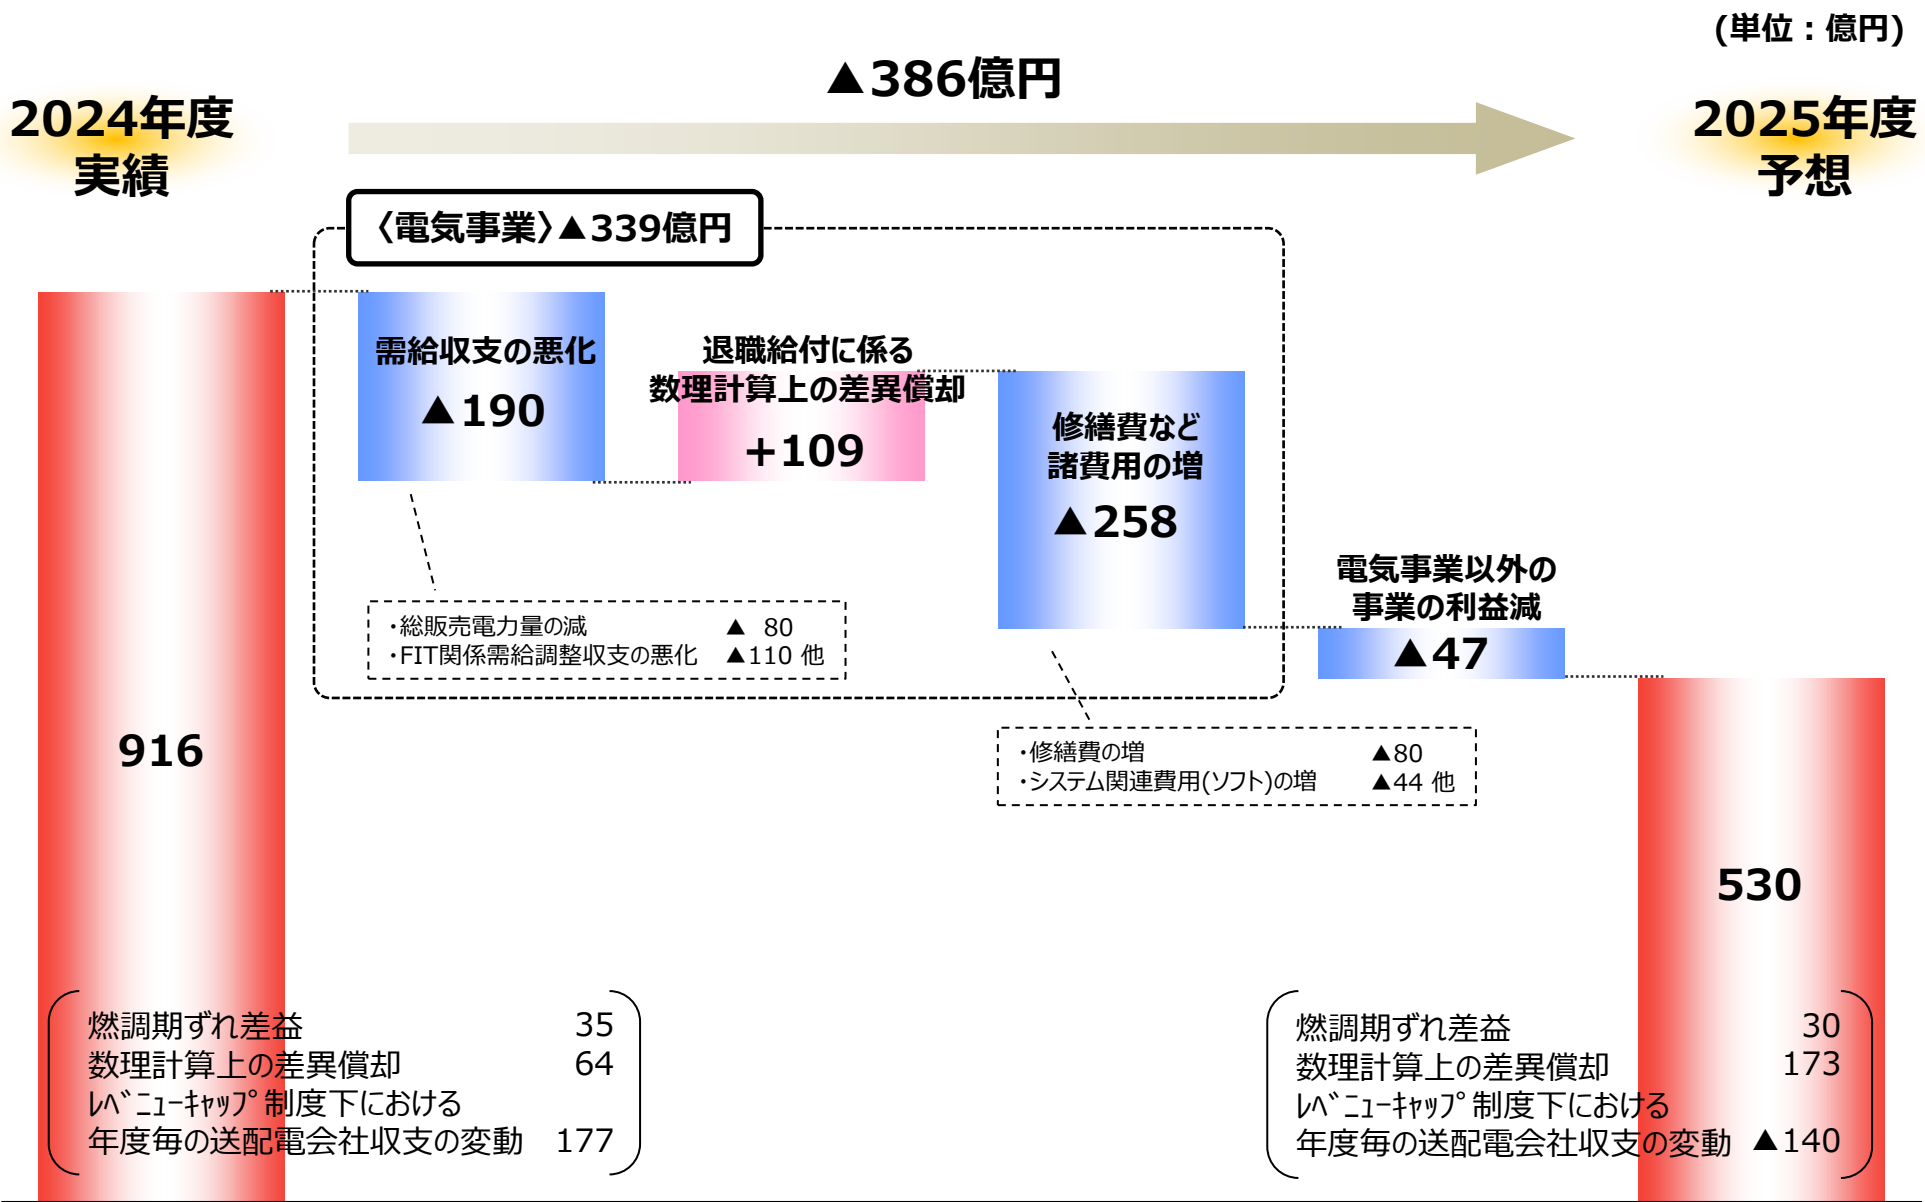 (単位：億円)
▲386億円
2024年度
実績
2025年度
予想
〈電気事業〉▲339億円
需給収支の悪化
▲190
退職給付に係る
数理計算上の差異償却
+109
修繕費など
諸費用の増
▲258
電気事業以外の
事業の利益減
▲47
・総販売電力量の減 ▲ 80
・FIT関係需給調整収支の悪化 ▲110 他
・修繕費の増 ▲80
・システム関連費用(ソフト)の増 ▲44 他
916
530
燃調期ずれ差益 35
数理計算上の差異償却 64
ﾚﾍﾞﾆｭｰｷｬｯﾌﾟ制度下における
年度毎の送配電会社収支の変動 177
燃調期ずれ差益 30
数理計算上の差異償却 173
ﾚﾍﾞﾆｭｰｷｬｯﾌﾟ制度下における
年度毎の送配電会社収支の変動 ▲140